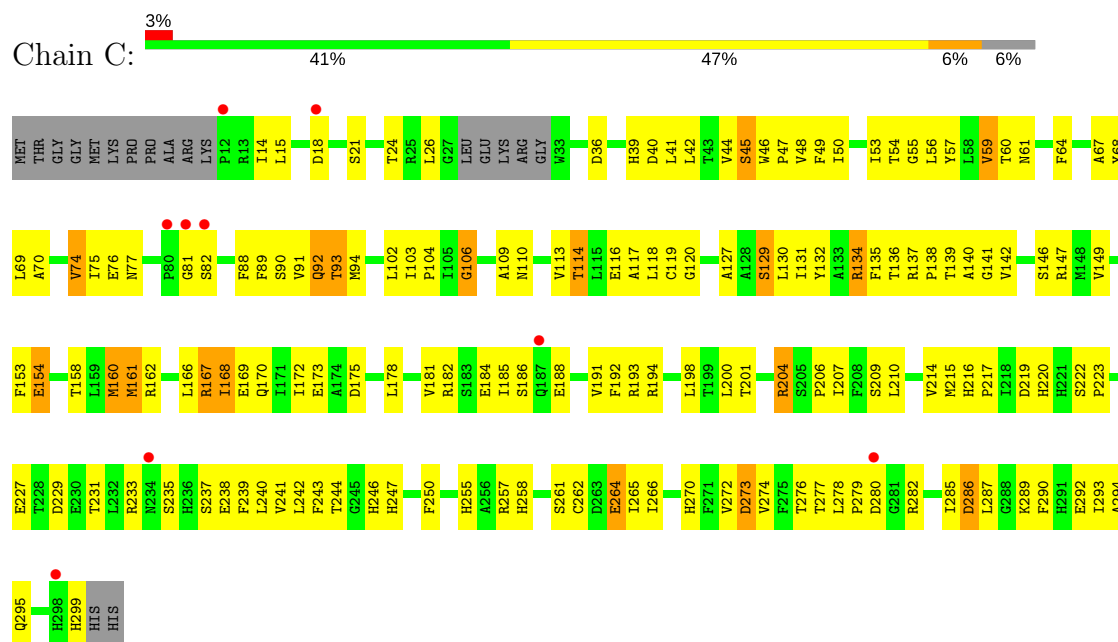 3%
Chain C:
41% 47% 6% 6%
MET THR GLY GLY MET LYS PRO PRO ALA ARG LYS P12 R13 I14 L15 D18 S21 T24 R25 L26 G27 LEU GLU LYS ARG GLY W33 D36 H39 D40 L41 L42 T43 V44 S45 W46 P47 V48 F49 I50 I53 T54 G55 L56 Y57 L58 V59 T60 N61 F64 A67 Y68
L69 A70 V74 I75 E76 N77 P80 G81 S82 F88 F89 S90 V91 Q92 T93 M94 L102 I103 P104 I105 G106 A109 N110 V113 T114 L115 E116 A117 L118 C119 G120 A127 A128 S129 L130 I131 Y132 A133 R134 F135 T136 R137 P138 T139 A140 G141 V142 S146 R147 M148 V149
F153 E154 T158 L159 M160 M161 R162 L166 R167 I168 E169 Q170 I171 I172 E173 A174 D175 L178 V181 R182 S183 E184 I185 S186 Q187 E188 V191 F192 R193 R194 L198 T199 L200 T201 R204 S205 P206 I207 F208 S209 L210 V214 M215 H216 P217 I218 D219 H220 H221 S222 P223
E227 T228 D229 E230 T231 L232 R233 N234 S235 H236 S237 E238 F239 L240 V241 L242 F243 T244 G245 H246 H247 F250 H255 A256 R257 H258 S261 C262 D263 E264 I265 I266 H270 F271 V272 D273 V274 F275 T276 T277 L278 P279 D280 G281 R282 I285 D286 L287 G288 K289 F290 H291 E292 I293 A294
Q295 H298 H299 HIS HIS